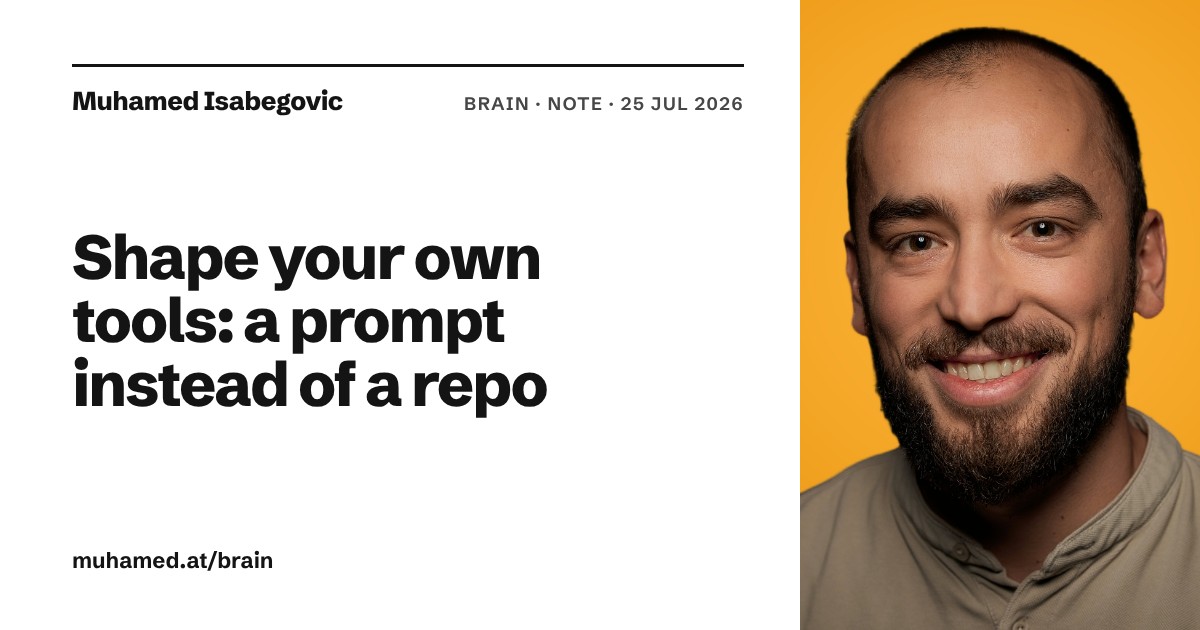 Muhamed Isabegovic
BRAIN · NOTE · 25 JUL 2026
Shape your own
tools: a prompt
instead of a repo
muhamed.at/brain